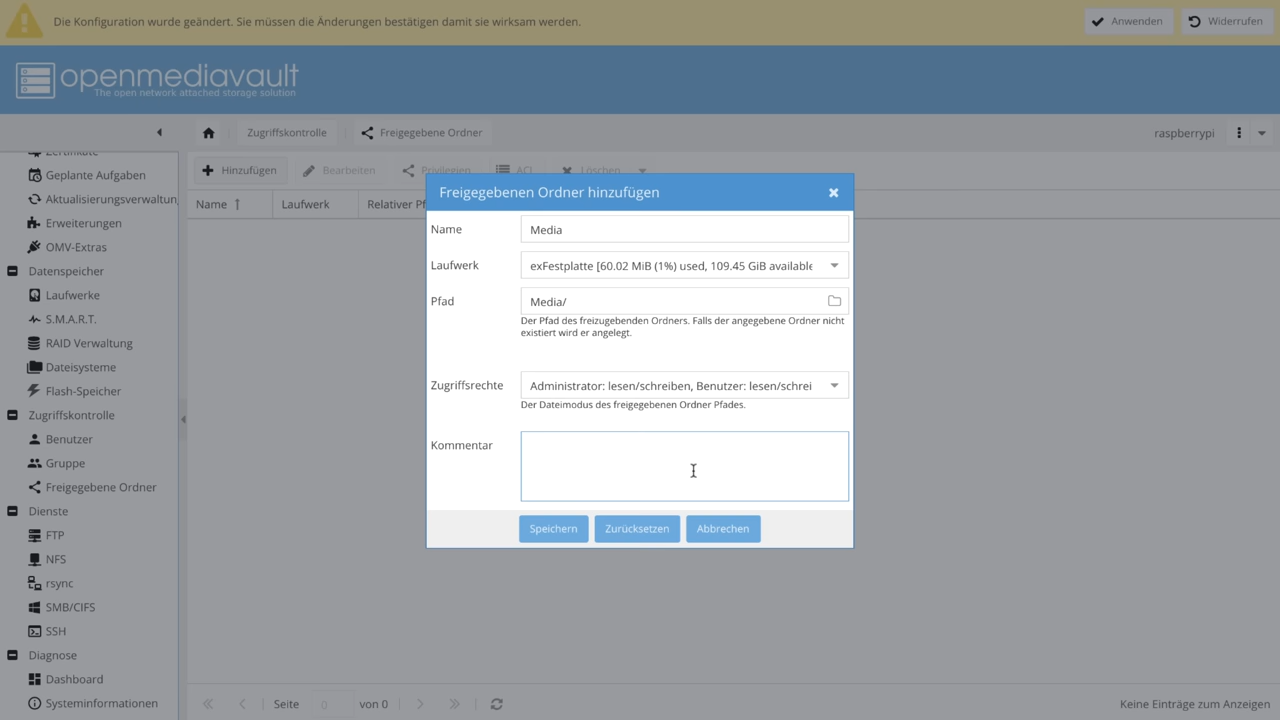 Die Konfiguration wurde geändert. Sie müssen die Änderungen bestätigen damit sie wirksam werden.
Anwenden
Widerrufen
openmediavault
The open network attached storage solution
Zugriffskontrolle
Freigegebene Ordner
raspberrypi
Zertifikate
Geplante Aufgaben
Aktualisierungsverwaltun
Erweiterungen
OMV-Extras
Datenspeicher
Laufwerke
S.M.A.R.T.
RAID Verwaltung
Dateisysteme
Flash-Speicher
Zugriffskontrolle
Benutzer
Gruppe
Freigegebene Ordner
Dienste
FTP
NFS
rsync
SMB/CIFS
SSH
Diagnose
Dashboard
Systeminformationen
Hinzufügen
Bearbeiten
Privilegien
ACL
Löschen
Name
Laufwerk
Relativer Pf
Freigegebenen Ordner hinzufügen
Name
Media
Laufwerk
exFestplatte [60.02 MiB (1%) used, 109.45 GiB available
Pfad
Media/
Der Pfad des freizugebenden Ordners. Falls der angegebene Ordner nicht
existiert wird er angelegt.
Zugriffsrechte
Administrator: lesen/schreiben, Benutzer: lesen/schrei
Der Dateimodus des freigegebenen Ordner Pfades.
Kommentar
Speichern
Zurücksetzen
Abbrechen
Seite
0
von 0
Keine Einträge zum Anzeigen